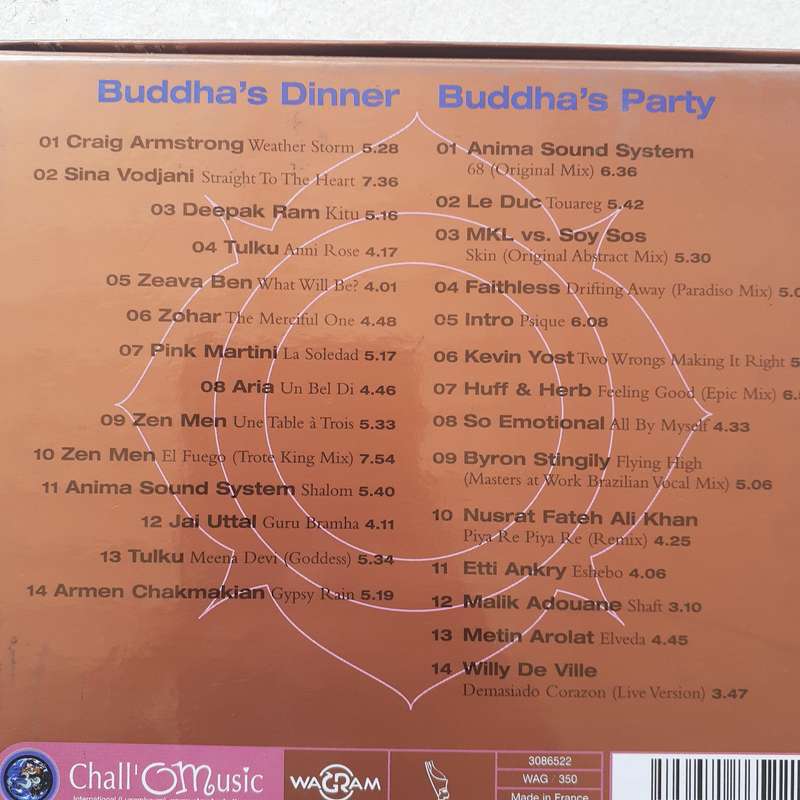 Buddha's Dinner
01 Craig Armstrong Weather Storm 5.28
02 Sina Vodjani Straight To The Heart 7.36
03 Deepak Ram Kitu 5.16
04 Tulku Anni Rose 4.17
05 Zeava Ben What Will Be? 4.01
06 Zohar The Merciful One 4.48
07 Pink Martini La Soledad 5.17
08 Aria Un Bel Di 4.46
09 Zen Men Une Table à Trois 5.33
10 Zen Men El Fuego (Trote King Mix) 7.54
11 Anima Sound System Shalom 5.40
12 Jai Uttal Guru Bramha 4.11
13 Tulku Meena Devi (Goddess) 5.34
14 Armen Chakmakian Gypsy Rain 5.19
Buddha's Party
01 Anima Sound System
68 (Original Mix) 6.36
02 Le Duc Touareg 5.42
03 MKL vs. Soy Sos
Skin (Original Abstract Mix) 5.30
04 Faithless Drifting Away (Paradiso Mix) 5.0
05 Intro Psique 6.08
06 Kevin Yost Two Wrongs Making It Right 5
07 Huff & Herb Feeling Good (Epic Mix) 6.
08 So Emotional All By Myself 4.33
09 Byron Stingily Flying High
(Masters at Work Brazilian Vocal Mix) 5.06
10 Nusrat Fateh Ali Khan
Piya Re Piya Re (Remix) 4.25
11 Etti Ankry Eshebo 4.06
12 Malik Adouane Shaft 3.10
13 Metin Arolat Elveda 4.45
14 Willy De Ville
Demasiado Corazon (Live Version) 3.47
Chall'OMusic
WAGRAM
3086522
WAG / 350
Made in France